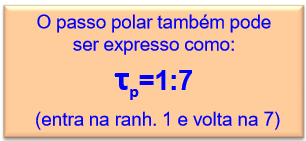 O passo polar também pode
ser expresso como:
τp=1:7
(entra na ranh. 1 e volta na 7)